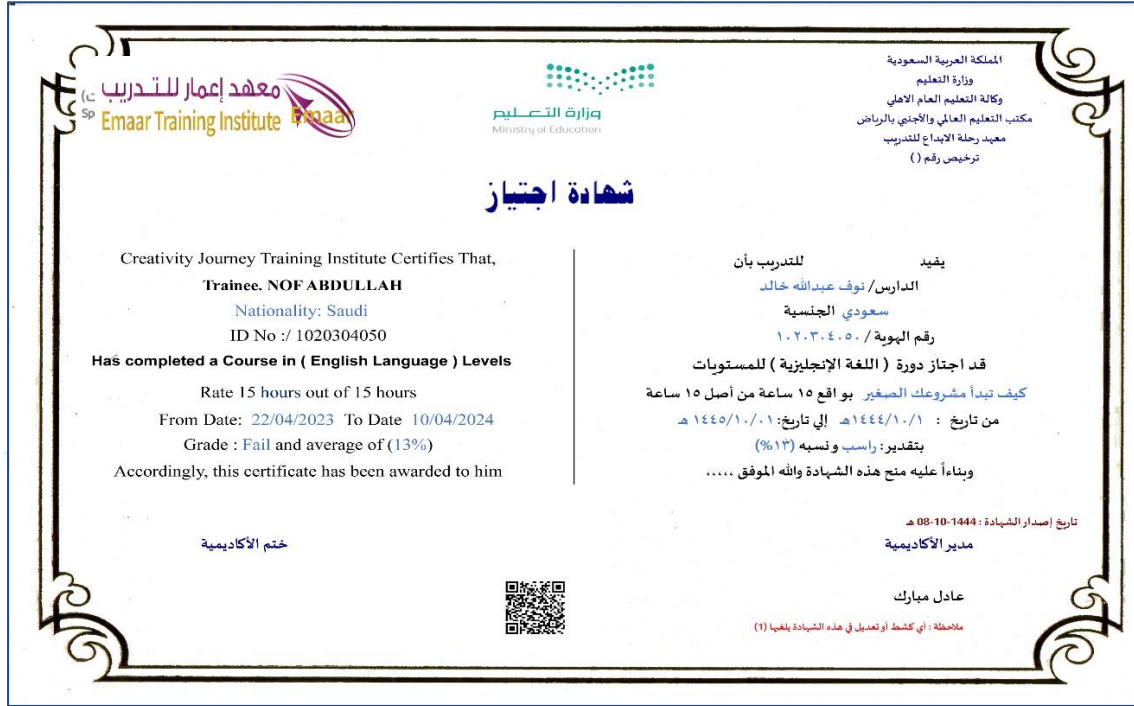 المملكة العربية السعودية
وزارة التعليم
وكالة التعليم العام الاهلي
مكتب التعليم العالي والأجنبي بالرياض
معهد رحلة الابداع للتدريب
ترخيص رقم ()
وزارة التعـــليم
Ministry of Education
معهد إعمار للتدريب
Emaar Training Institute
Emaar
Sp
شهادة اجتياز
يفيد للتدريب بأن
الدارس/ نوف عبدالله خالد
سعودي الجنسية
رقم الهوية / ١٠٢٠٣٠٤٠٥٠
قد اجتاز دورة ( اللغة الإنجليزية ) للمستويات
كيف تبدأ مشروعك الصغير بو اقع ١٥ ساعة من أصل ١٥ ساعة
من تاريخ : ١٤٤٤/١٠/١هـ إلي تاريخ: ١٤٤٥/١٠/٠١ هـ
بتقدير: راسب ونسبه (١٣%)
وبناءاً عليه منح هذه الشهادة والله الموفق .....
Creativity Journey Training Institute Certifies That,
Trainee. NOF ABDULLAH
Nationality: Saudi
ID No :/ 1020304050
Has completed a Course in ( English Language ) Levels
Rate 15 hours out of 15 hours
From Date: 22/04/2023 To Date 10/04/2024
Grade : Fail and average of (13%)
Accordingly, this certificate has been awarded to him
تاريخ إصدار الشهادة : 1444-10-08 هـ
مدير الأكاديمية
ختم الأكاديمية
عادل مبارك
ملاحظة : أي كشط أو تعديل في هذه الشهادة يلغيها (1)